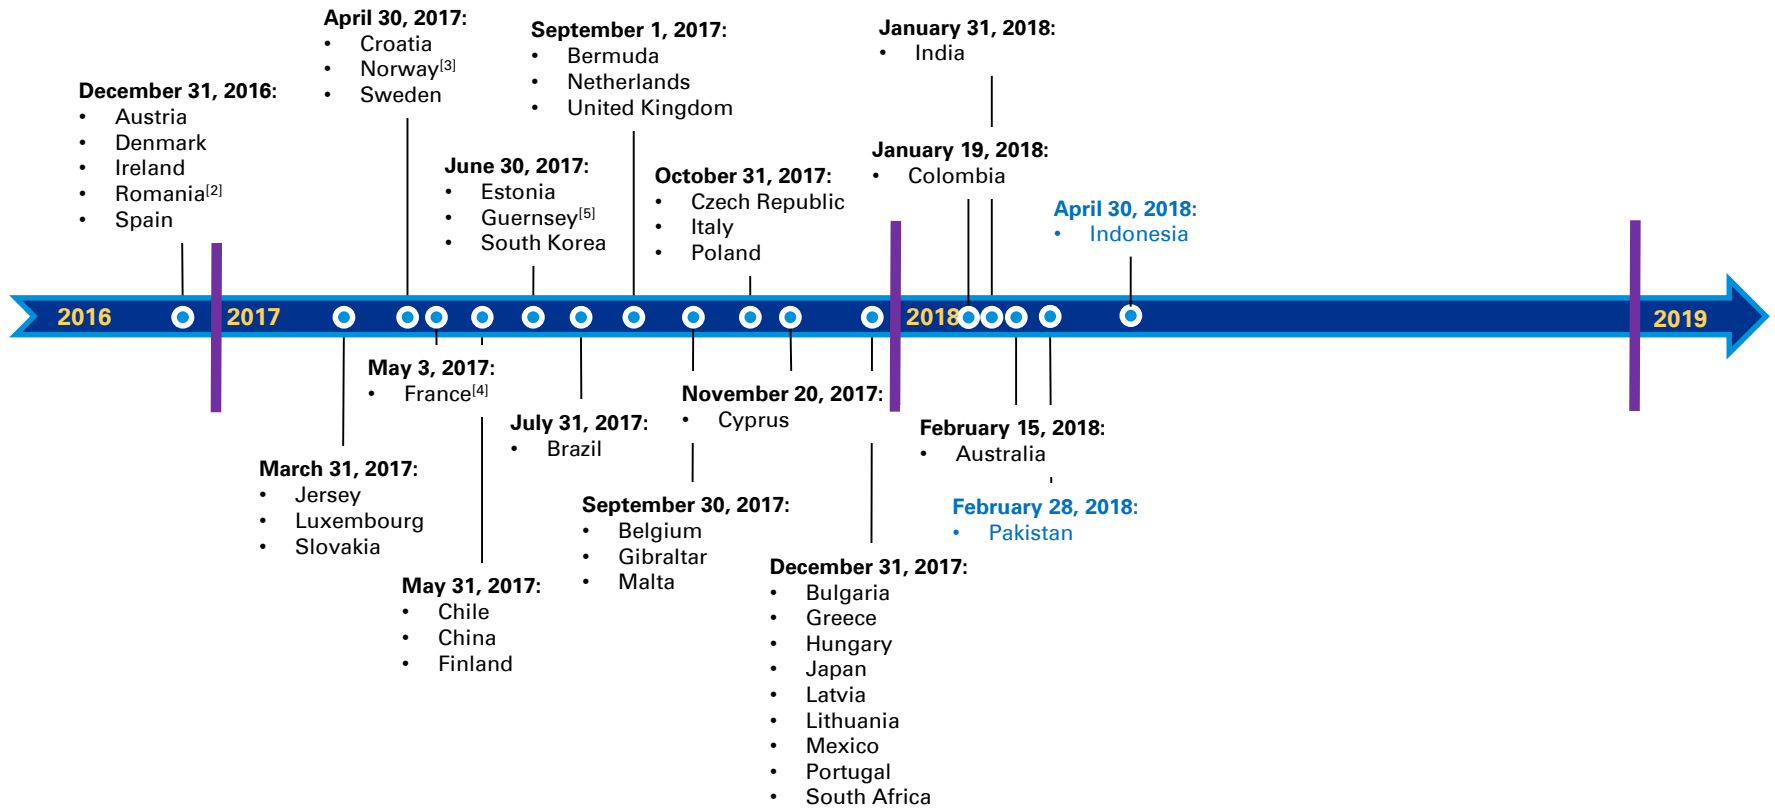 December 31, 2016:
• Austria
• Denmark
• Ireland
• Romania[2]
• Spain
April 30, 2017:
• Croatia
• Norway[3]
• Sweden
June 30, 2017:
• Estonia
• Guernsey[5]
• South Korea
September 1, 2017:
• Bermuda
• Netherlands
• United Kingdom
October 31, 2017:
• Czech Republic
• Italy
• Poland
January 31, 2018:
• India
January 19, 2018:
• Colombia
April 30, 2018:
• Indonesia
2016
2017
2018
2019
March 31, 2017:
• Jersey
• Luxembourg
• Slovakia
May 3, 2017:
• France[4]
May 31, 2017:
• Chile
• China
• Finland
July 31, 2017:
• Brazil
September 30, 2017:
• Belgium
• Gibraltar
• Malta
November 20, 2017:
• Cyprus
December 31, 2017:
• Bulgaria
• Greece
• Hungary
• Japan
• Latvia
• Lithuania
• Mexico
• Portugal
• South Africa
February 15, 2018:
• Australia
February 28, 2018:
• Pakistan